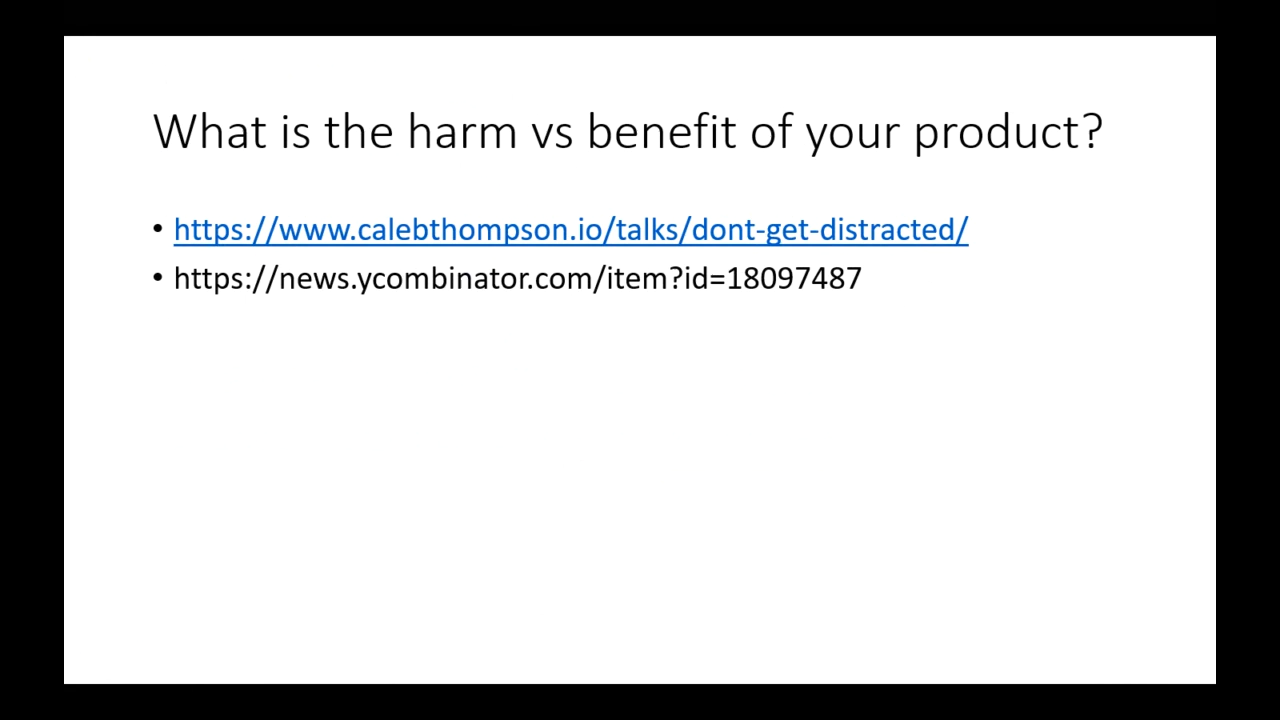 What is the harm vs benefit of your product?
• https://www.calebthompson.io/talks/dont-get-distracted/
• https://news.ycombinator.com/item?id=18097487